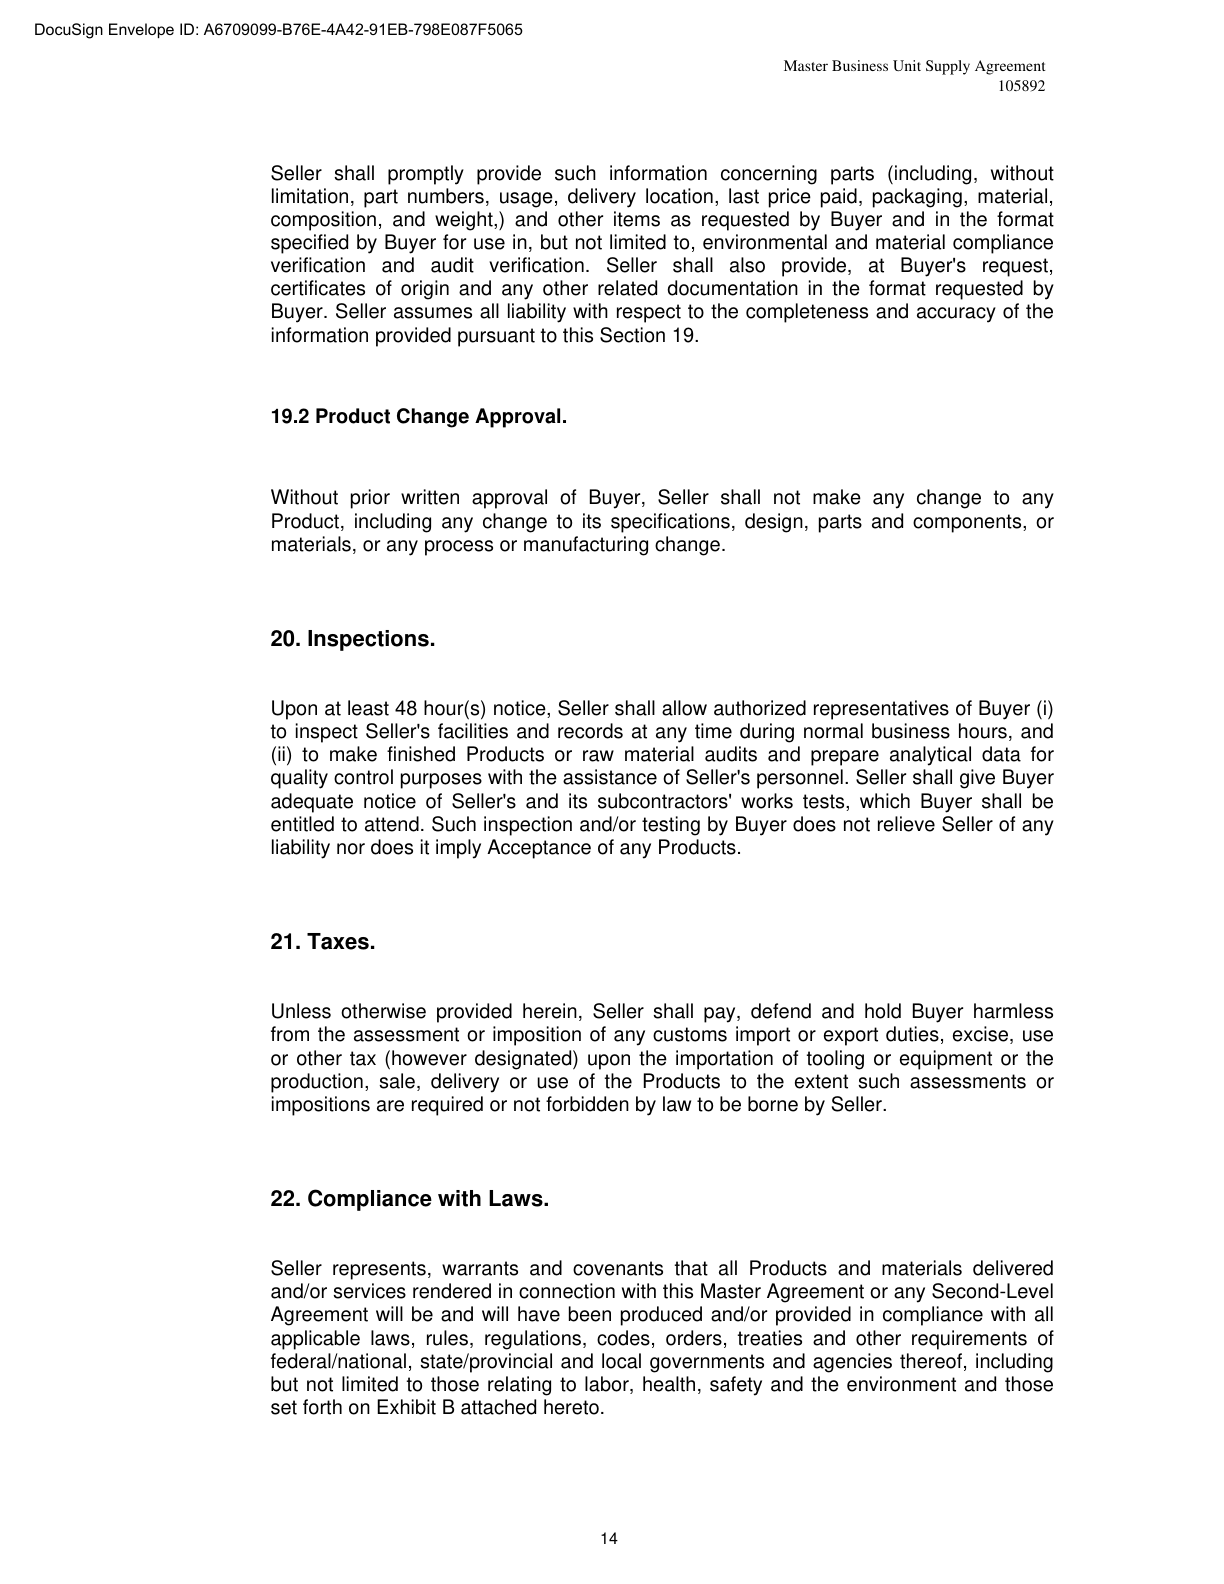 DocuSign Envelope ID: A6709099-B76E-4A42-91EB-798E087F5065
Master Business Unit Supply Agreement
105892
Seller shall promptly provide such information concerning parts (including, without
limitation, part numbers, usage, delivery location, last price paid, packaging, material,
composition, and weight,) and other items as requested by Buyer and in the format
specified by Buyer for use in, but not limited to, environmental and material compliance
verification and audit verification. Seller shall also provide, at Buyer's request,
certificates of origin and any other related documentation in the format requested by
Buyer. Seller assumes all liability with respect to the completeness and accuracy of the
information provided pursuant to this Section 19.
19.2 Product Change Approval.
Without prior written approval of Buyer, Seller shall not make any change to any
Product, including any change to its specifications, design, parts and components, or
materials, or any process or manufacturing change.
20. Inspections.
Upon at least 48 hour(s) notice, Seller shall allow authorized representatives of Buyer (i)
to inspect Seller's facilities and records at any time during normal business hours, and
(ii) to make finished Products or raw material audits and prepare analytical data for
quality control purposes with the assistance of Seller's personnel. Seller shall give Buyer
adequate notice of Seller's and its subcontractors' works tests, which Buyer shall be
entitled to attend. Such inspection and/or testing by Buyer does not relieve Seller of any
liability nor does it imply Acceptance of any Products.
21. Taxes.
Unless otherwise provided herein, Seller shall pay, defend and hold Buyer harmless
from the assessment or imposition of any customs import or export duties, excise, use
or other tax (however designated) upon the importation of tooling or equipment or the
production, sale, delivery or use of the Products to the extent such assessments or
impositions are required or not forbidden by law to be borne by Seller.
22. Compliance with Laws.
Seller represents, warrants and covenants that all Products and materials delivered
and/or services rendered in connection with this Master Agreement or any Second-Level
Agreement will be and will have been produced and/or provided in compliance with all
applicable laws, rules, regulations, codes, orders, treaties and other requirements of
federal/national, state/provincial and local governments and agencies thereof, including
but not limited to those relating to labor, health, safety and the environment and those
set forth on Exhibit B attached hereto.
14